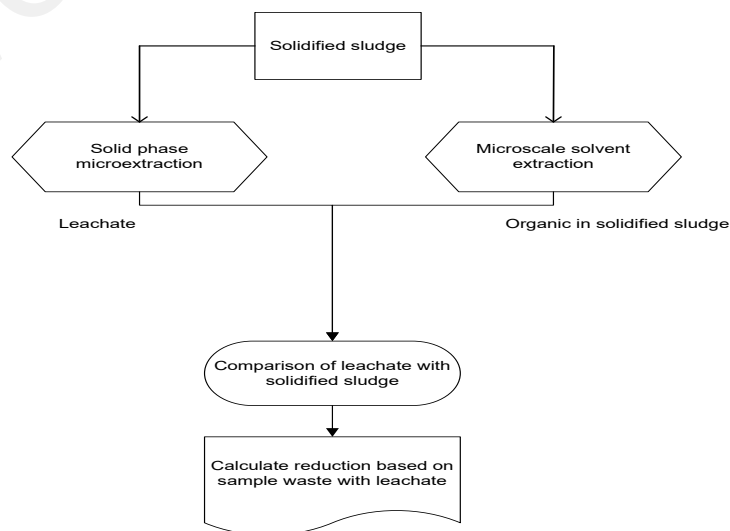 Solidified sludge
Solid phase
microextraction
Microscale solvent
extraction
Leachate
Organic in solidified sludge
Comparison of leachate with
solidified sludge
Calculate reduction based on
sample waste with leachate